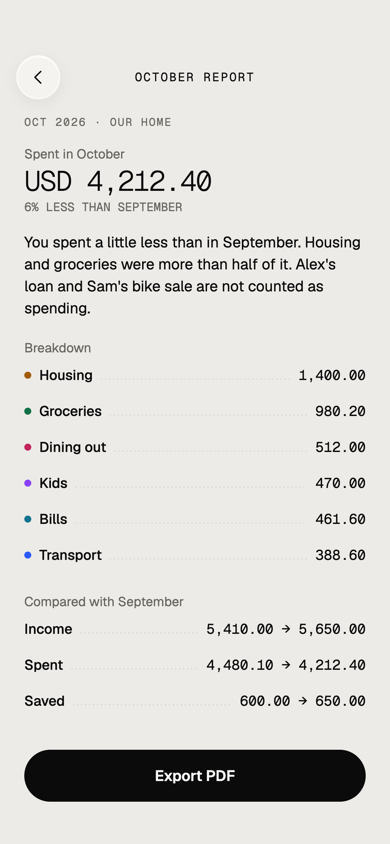 OCTOBER REPORT
OCT 2026 · OUR HOME
Spent in October
USD 4,212.40
6% LESS THAN SEPTEMBER
You spent a little less than in September. Housing
and groceries were more than half of it. Alex's
loan and Sam's bike sale are not counted as
spending.
Breakdown
Housing 1,400.00
Groceries 980.20
Dining out 512.00
Kids 470.00
Bills 461.60
Transport 388.60
Compared with September
Income 5,410.00 → 5,650.00
Spent 4,480.10 → 4,212.40
Saved 600.00 → 650.00
Export PDF